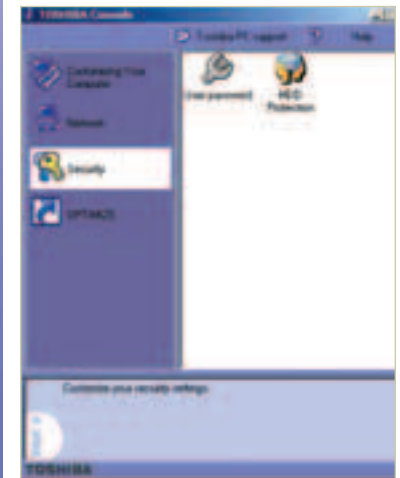 TOSHIBA Console
Toshiba PC support
Help
Customizing Your
Computer
Network
Security
OPTIMIZE
User password
HDD
Protection
Customize your security settings.
TOSHIBA